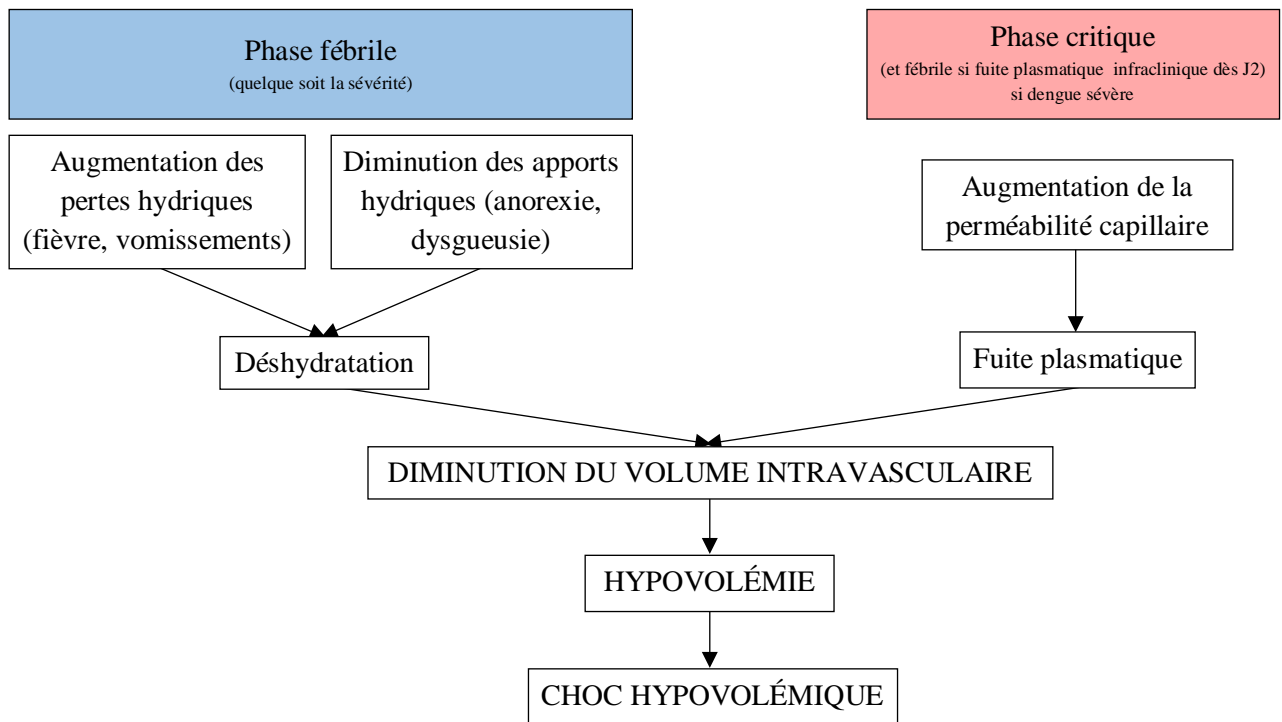 Phase fébrile
(quelque soit la sévérité)
Phase critique
(et fébrile si fuite plasmatique infraclinique dès J2)
si dengue sévère
Augmentation des
pertes hydriques
(fièvre, vomissements)
Diminution des apports
hydriques (anorexie,
dysgueusie)
Augmentation de la
perméabilité capillaire
Déshydratation
Fuite plasmatique
DIMINUTION DU VOLUME INTRAVASCULAIRE
HYPOVOLÉMIE
CHOC HYPOVOLÉMIQUE